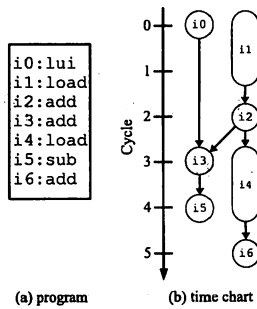 i0:lui
i1:load
i2:add
i3:add
i4:load
i5:sub
i6:add
(a) program
Cycle
0
1
2
3
4
5
i0
i1
i2
i3
i4
i5
i6
(b) time chart